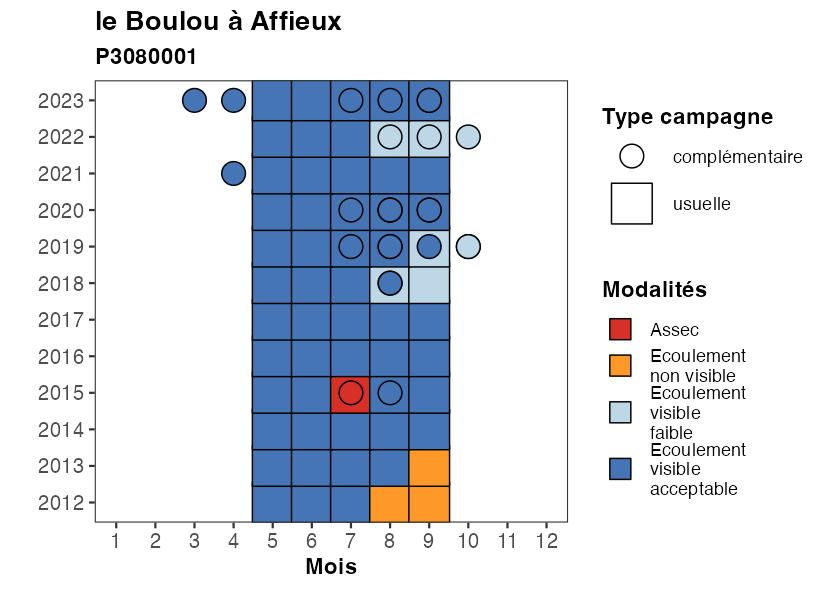 le Boulou à Affieux
P3080001
2023
2022
2021
2020
2019
2018
2017
2016
2015
2014
2013
2012
1 2 3 4 5 6 7 8 9 10 11 12
Mois
Type campagne
complémentaire
usuelle
Modalités
Assec
Ecoulement
non visible
Ecoulement
visible
faible
Ecoulement
visible
acceptable